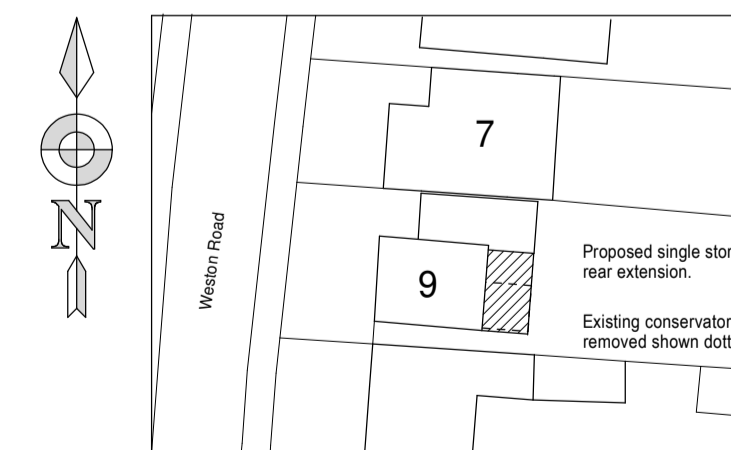 N
Weston Road
7
9
Proposed single stor
rear extension.
Existing conservator
removed shown dott